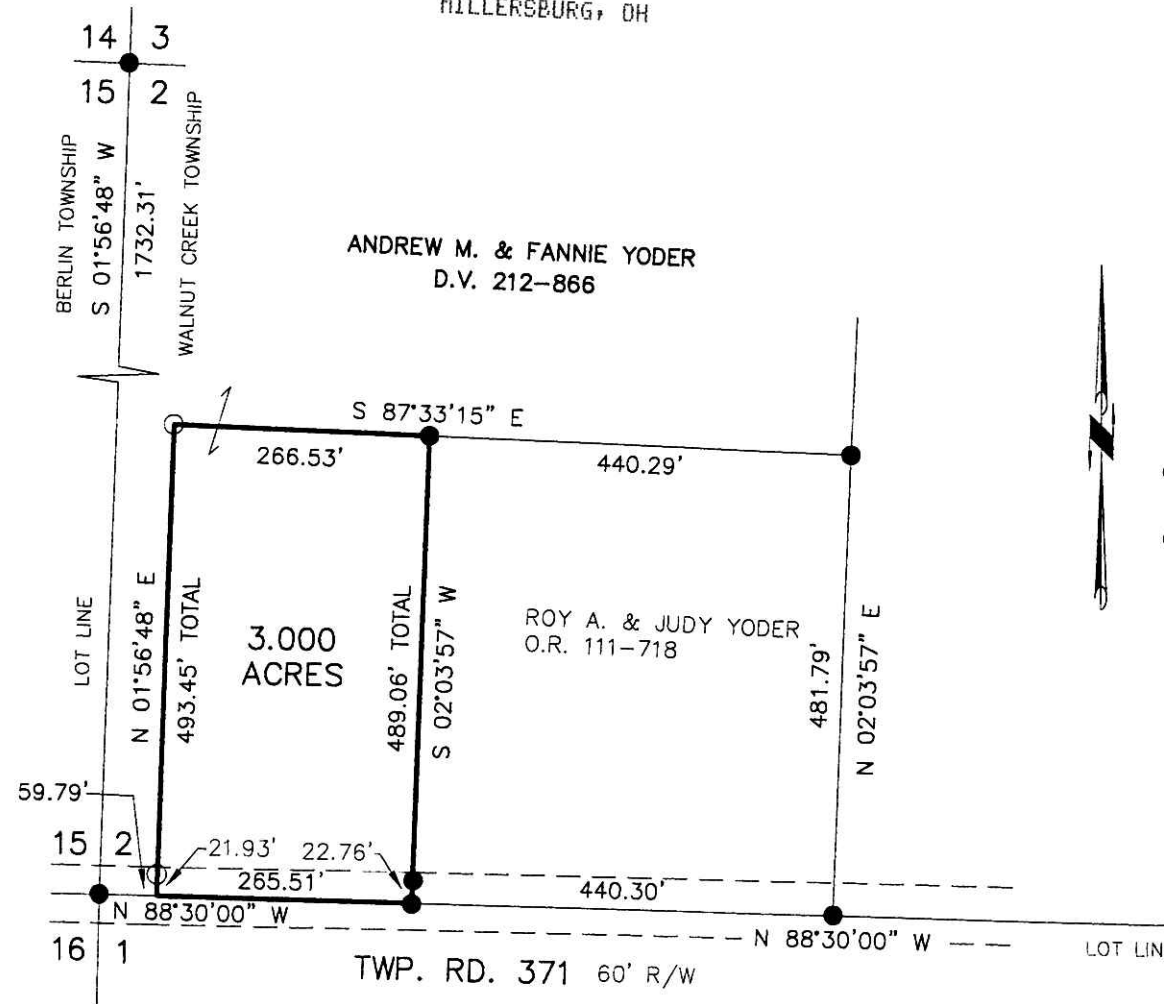 MILLERSBURG, OH
14 3
15 2
BERLIN TOWNSHIP
S 01°56'48" W
1732.31'
WALNUT CREEK TOWNSHIP
ANDREW M. & FANNIE YODER
D.V. 212-866
S 87°33'15" E
266.53'
440.29'
LOT LINE
N 01°56'48" E
493.45' TOTAL
3.000
ACRES
489.06' TOTAL
S 02°03'57" W
ROY A. & JUDY YODER
O.R. 111-718
481.79'
N 02°03'57" E
59.79'
15 2
21.93' 22.76'
265.51'
440.30'
N 88°30'00" W
N 88°30'00" W
LOT LIN
16 1
TWP. RD. 371 60' R/W